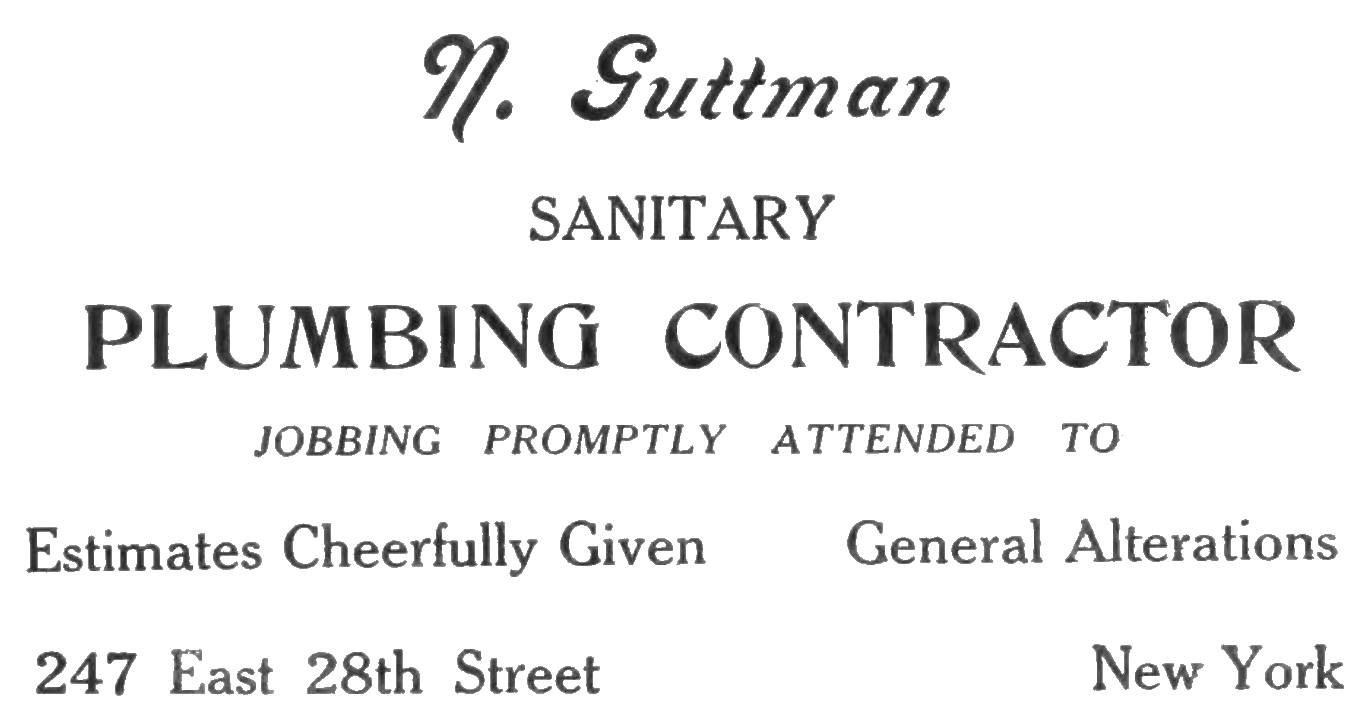 N. Guttman
SANITARY
PLUMBING CONTRACTOR
JOBBING PROMPTLY ATTENDED TO
Estimates Cheerfully Given General Alterations
247 East 28th Street New York